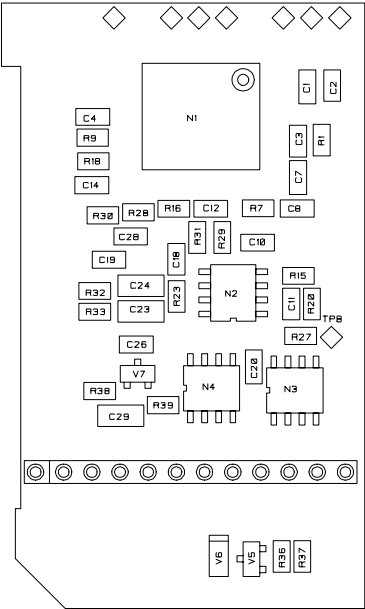 C1
C2
N1
C4
R9
C3
R1
R18
C7
C14
R30
R28
R16
C12
R7
C8
C28
R31
R29
C10
C19
C18
R15
R32
C24
R23
N2
C11
R20
R33
C23
TP8
R27
C26
C20
V7
R38
N4
N3
R39
C29
V6
V5
R36
R37